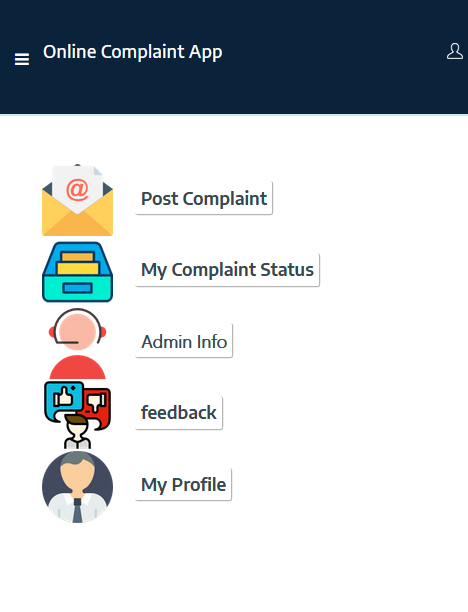 Online Complaint App
@
Post Complaint
My Complaint Status
Admin Info
feedback
My Profile